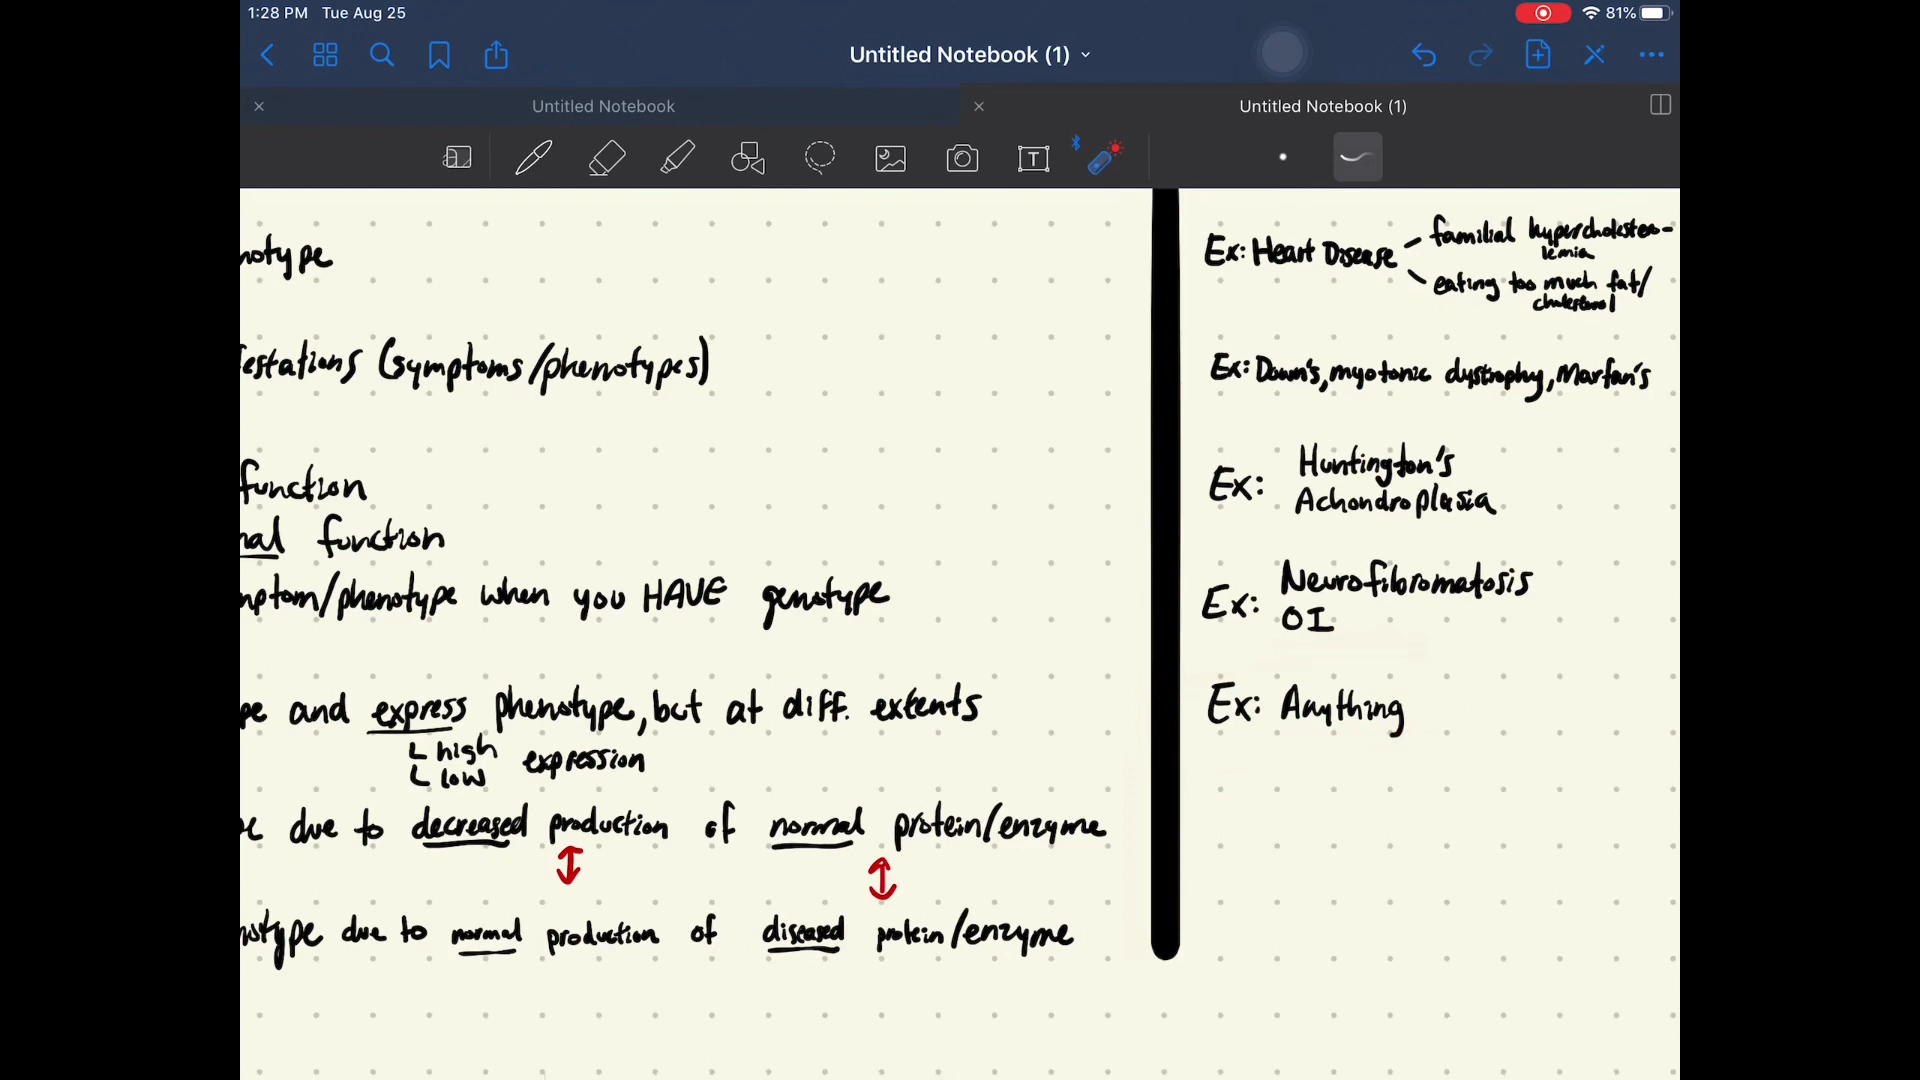 1:28 PM Tue Aug 25
81%
Untitled Notebook (1)
Untitled Notebook
Untitled Notebook (1)
T
notype
estations (symptoms/phenotypes)
function
nal function
mptom/phenotype when you HAVE genotype
pe and express phenotype, but at diff. extents
high
low
expression
due to decreased production of normal protein/enzyme
notype due to normal production of diseased protein/enzyme
Ex: Heart Disease
familial hypercholestero-
lemia
eating too much fat/
cholesterol
Ex: Down's, myotonic dystrophy, Marfan's
Ex: Huntington's
Achondroplasia
Ex: Neurofibromatosis
OI
Ex: Anything